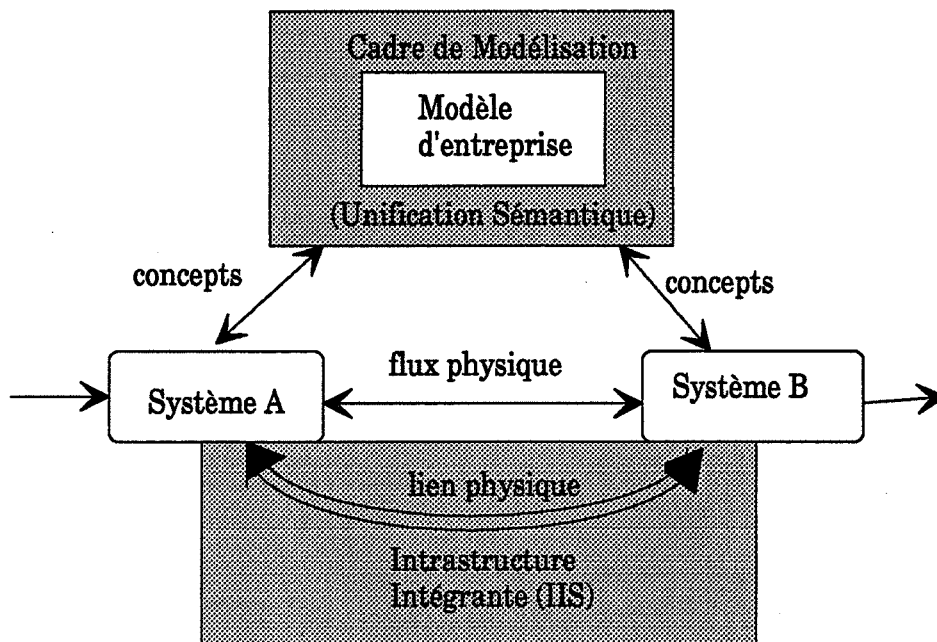 Cadre de Modélisation
Modèle
d'entreprise
(Unification Sémantique)
concepts
concepts
flux physique
Système A
Système B
lien physique
Intrastructure
Intégrante (IIS)